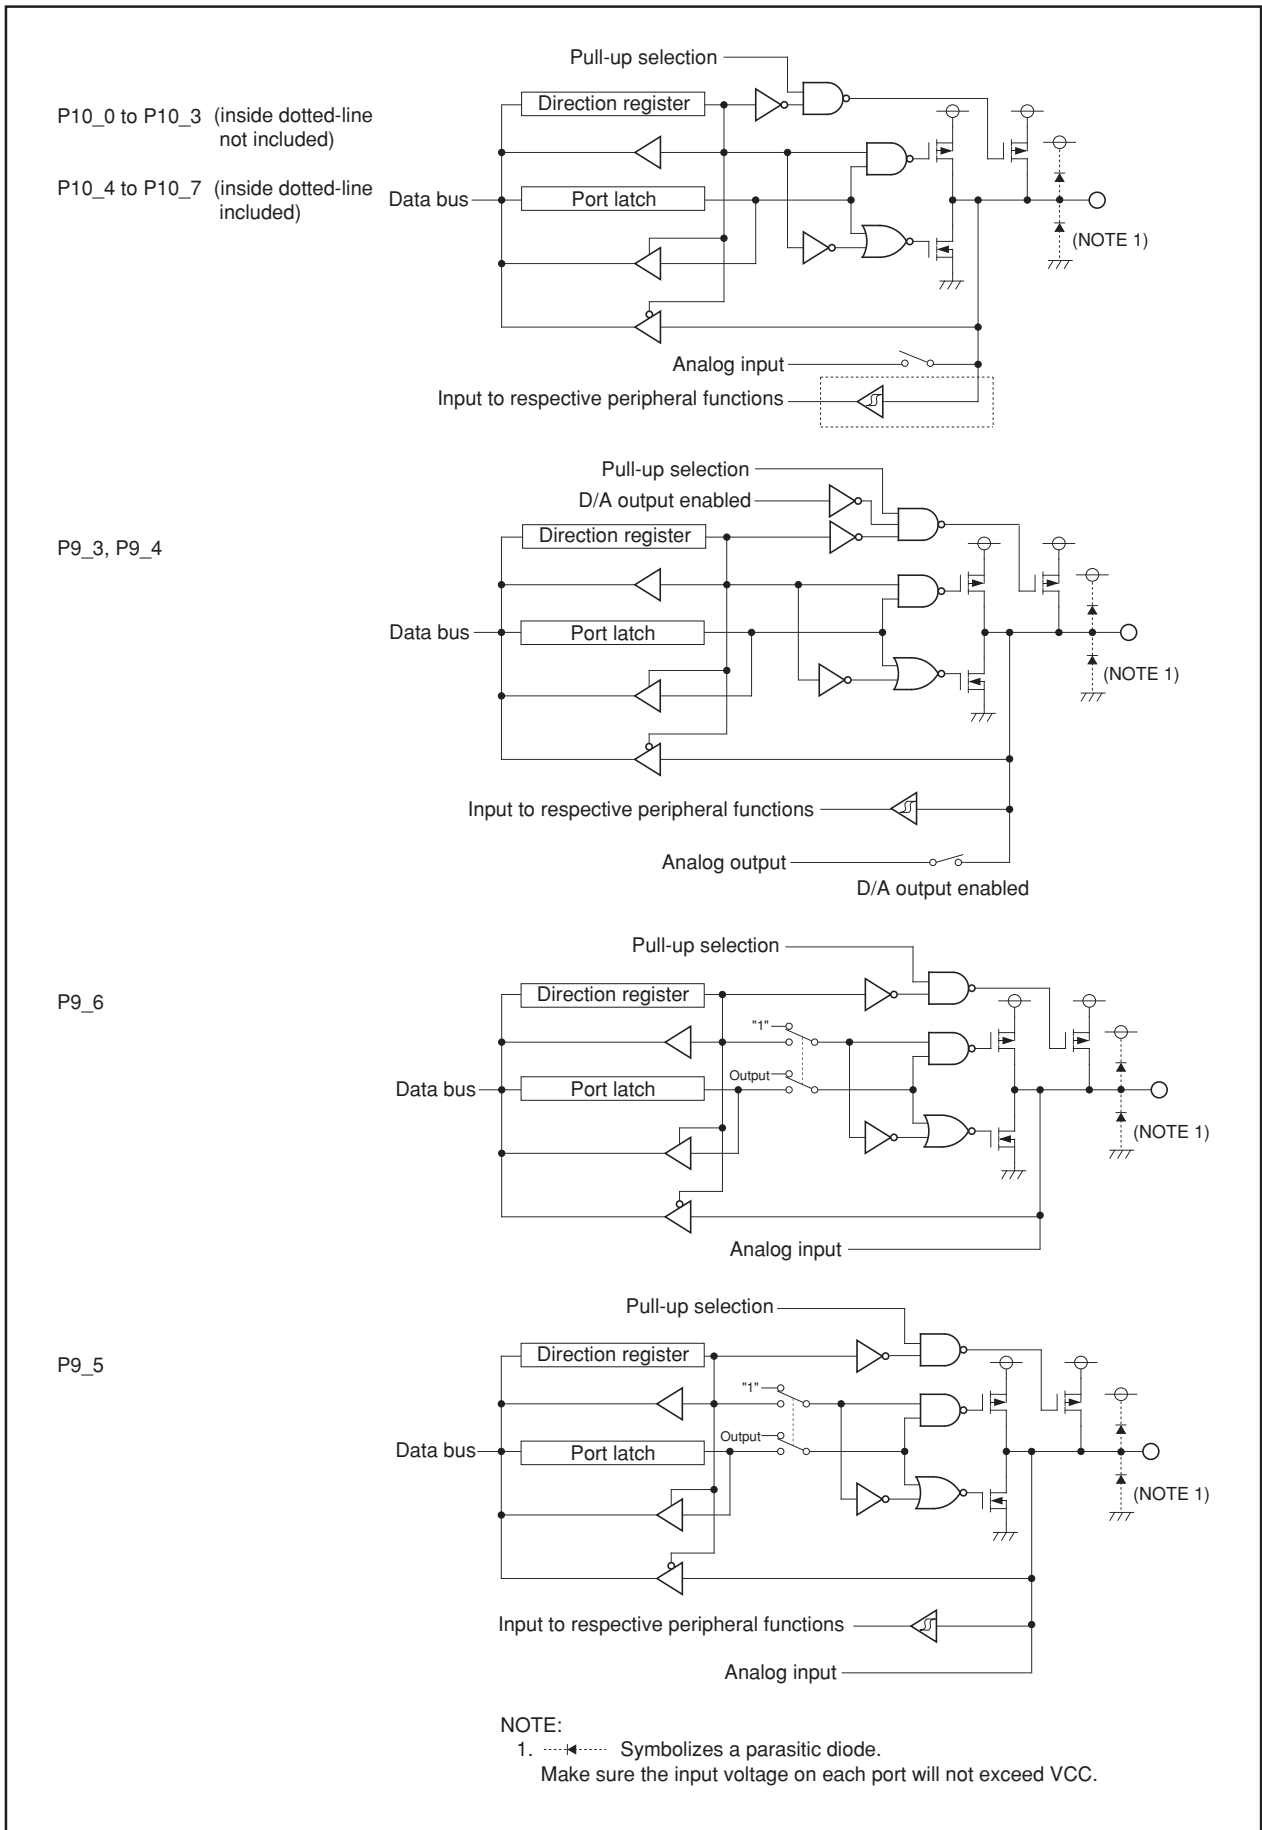 Pull-up selection
P10_0 to P10_3 (inside dotted-line
not included)
Direction register
P10_4 to P10_7 (inside dotted-line
included)
Data bus
Port latch
(NOTE 1)
Analog input
Input to respective peripheral functions
Pull-up selection
D/A output enabled
P9_3, P9_4
Direction register
Data bus
Port latch
(NOTE 1)
Input to respective peripheral functions
Analog output
D/A output enabled
Pull-up selection
P9_6
Direction register
"1"
Output
Data bus
Port latch
(NOTE 1)
Analog input
Pull-up selection
P9_5
Direction register
"1"
Output
Data bus
Port latch
(NOTE 1)
Input to respective peripheral functions
Analog input
NOTE:
1. Symbolizes a parasitic diode.
Make sure the input voltage on each port will not exceed VCC.